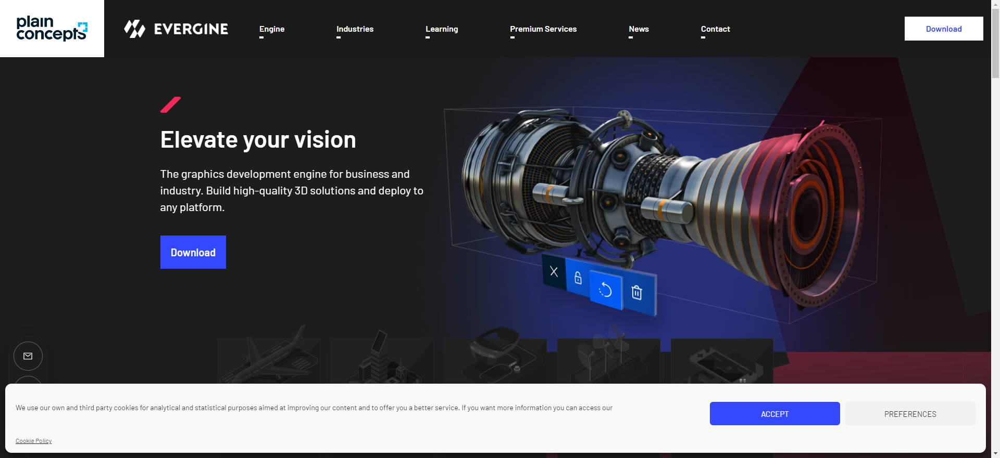 plain
concepts
EVERGINE
Engine
Industries
Learning
Premium Services
News
Contact
Download
Elevate your vision
The graphics development engine for business and
industry. Build high-quality 3D solutions and deploy to
any platform.
Download
We use our own and third party cookies for analytical and statistical purposes aimed at improving our content and to offer you a better service. If you want more information you can access our
ACCEPT
PREFERENCES
Cookie Policy